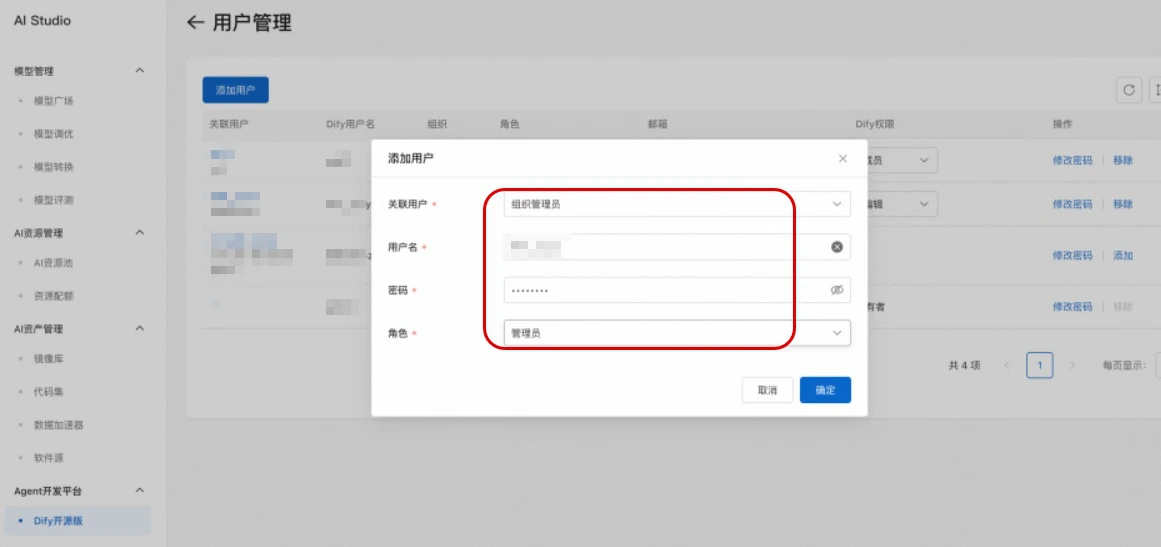 AI Studio
← 用户管理
模型管理
模型广场
模型调优
模型转换
模型评测
AI资源管理
AI资源池
资源配额
AI资产管理
镜像库
代码集
数据加速器
软件源
Agent开发平台
Dify开源版
添加用户
关联用户 Dify用户名 组织 角色 邮箱 Dify权限 操作
成员 修改密码 移除
y 编辑 修改密码 移除
修改密码 添加
有者 修改密码 移除
共 4 项 1 每页显示:
添加用户
关联用户 * 组织管理员
用户名 *
密码 * ••••••••
角色 * 管理员
取消 确定